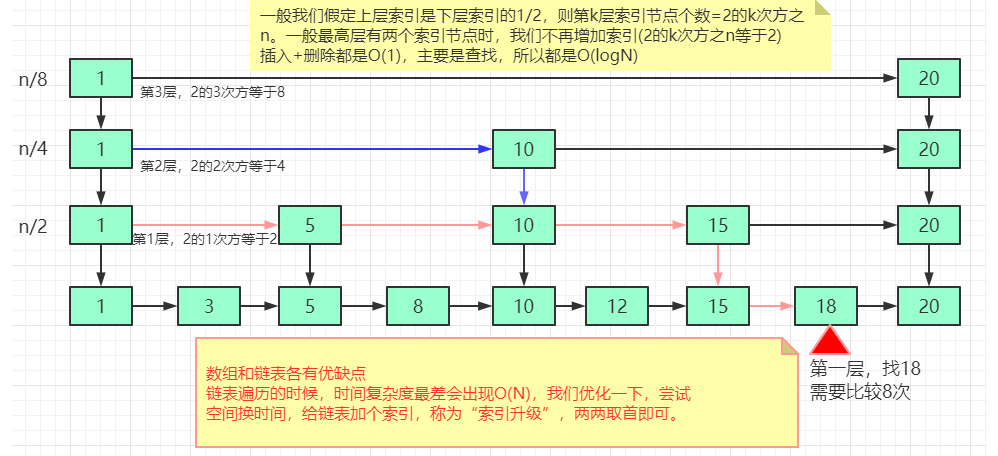 一般我们假定上层索引是下层索引的1/2，则第k层索引节点个数=2的k次方之
n。一般最高层有两个索引节点时，我们不再增加索引(2的k次方之n等于2)
插入+删除都是O(1)，主要是查找，所以都是O(logN)
n/8 1 20
第3层，2的3次方等于8
n/4 1 10 20
第2层，2的2次方等于4
n/2 1 5 10 15 20
第1层，2的1次方等于2
1 3 5 8 10 12 15 18 20
第一层，找18
需要比较8次
数组和链表各有优缺点
链表遍历的时候，时间复杂度最差会出现O(N)，我们优化一下，尝试
空间换时间，给链表加个索引，称为“索引升级”，两两取首即可。